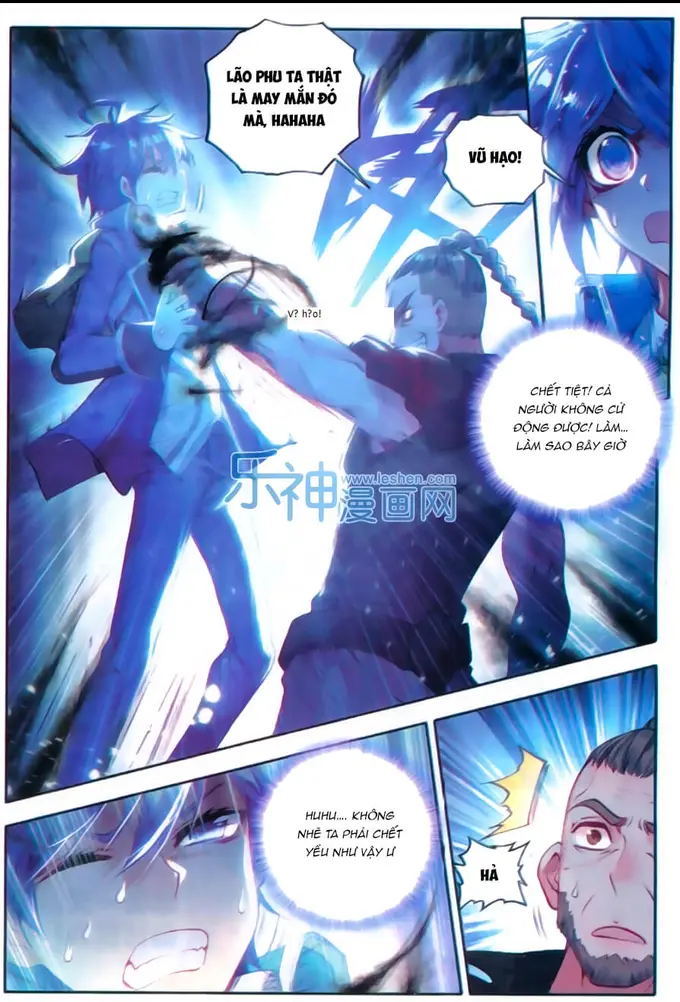 LÃO PHU TA THẬT
LÀ MAY MẮN ĐÓ
MÀ, HAHAHA
VŨ HẠO!
V? h?o!
CHẾT TIỆT! CẢ
NGƯỜI KHÔNG CỬ
ĐỘNG ĐƯỢC! LÀM...
LÀM SAO BÂY GIỜ
乐神漫画网
www.leshen.com
HUHU.... KHÔNG
NHẼ TA PHẢI CHẾT
YỂU NHƯ VẬY Ư
HẢ